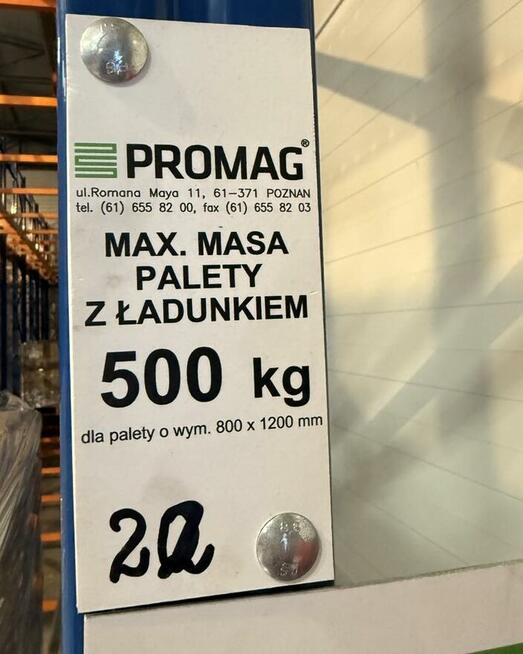 PROMAG®
ul.Romana Maya 11, 61-371 POZNAN
tel. (61) 655 82 00, fax (61) 655 82 03
MAX. MASA
PALETY
Z ŁADUNKIEM
500 kg
dla palety o wym. 800 x 1200 mm
2a